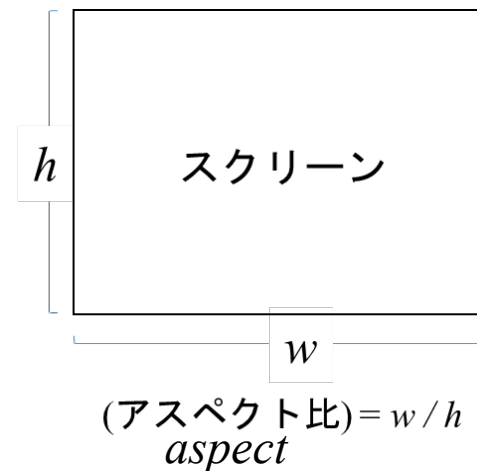 h
スクリーン
w
(アスペクト比) = w / h
aspect